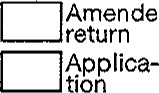 Amende
return
Applica-
tion